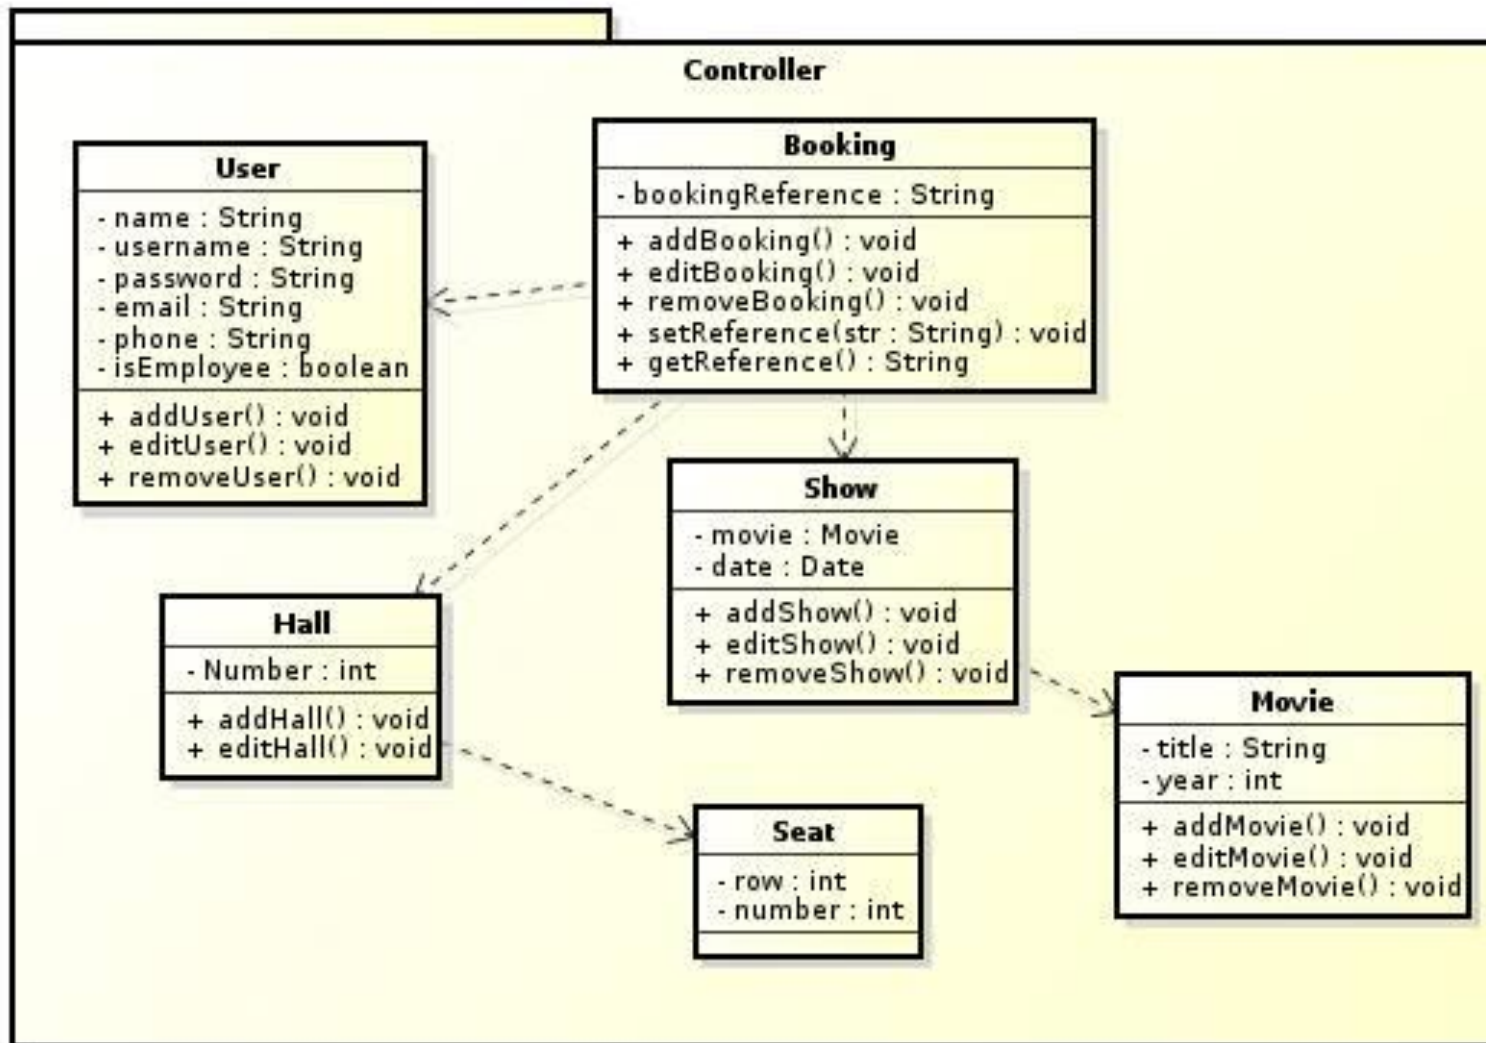 Controller
User
- name : String
- username : String
- password : String
- email : String
- phone : String
- isEmployee : boolean
+ addUser() : void
+ editUser() : void
+ removeUser() : void
Booking
- bookingReference : String
+ addBooking() : void
+ editBooking() : void
+ removeBooking() : void
+ setReference(str : String) : void
+ getReference() : String
Show
- movie : Movie
- date : Date
+ addShow() : void
+ editShow() : void
+ removeShow() : void
Hall
- Number : int
+ addHall() : void
+ editHall() : void
Movie
- title : String
- year : int
+ addMovie() : void
+ editMovie() : void
+ removeMovie() : void
Seat
- row : int
- number : int